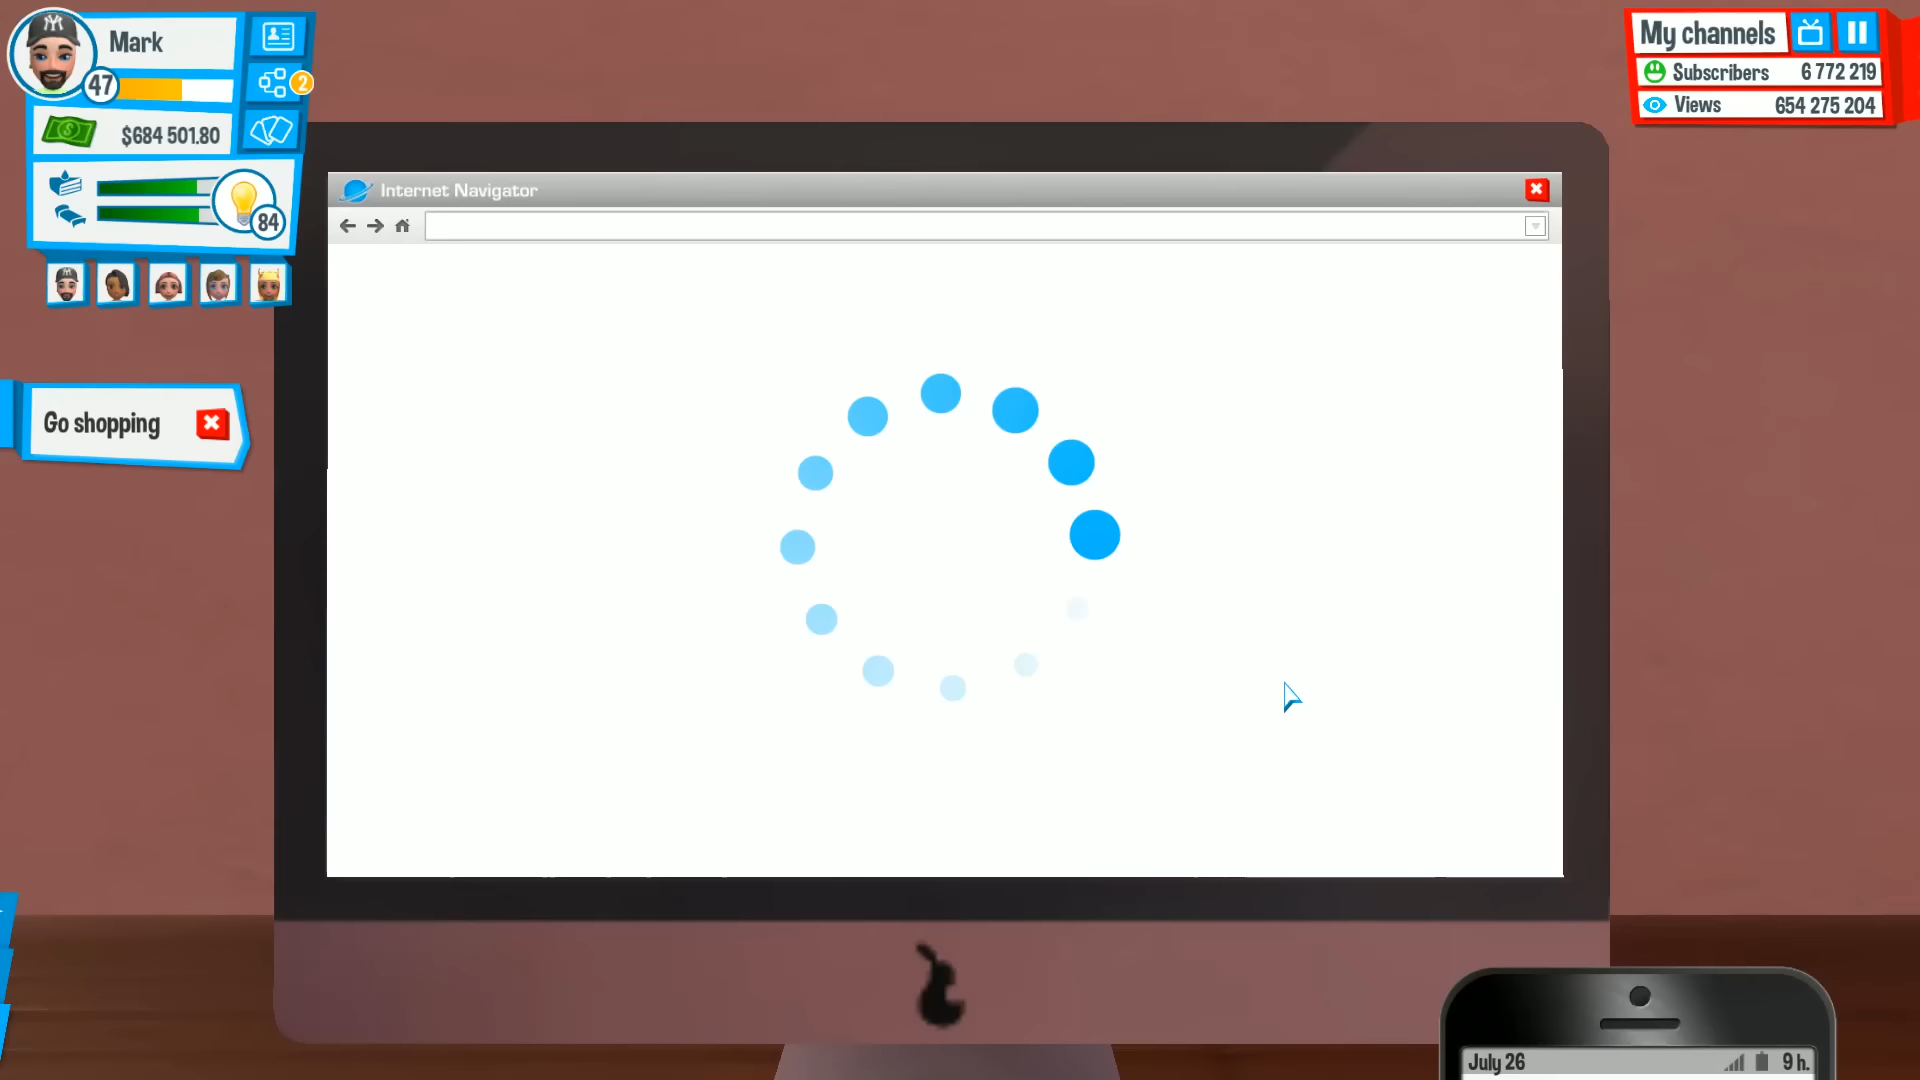 Mark
47
2
$684 501.80
84
Go shopping
Internet Navigator
My channels
Subscribers 6 772 219
Views 654 275 204
July 26 9 h.